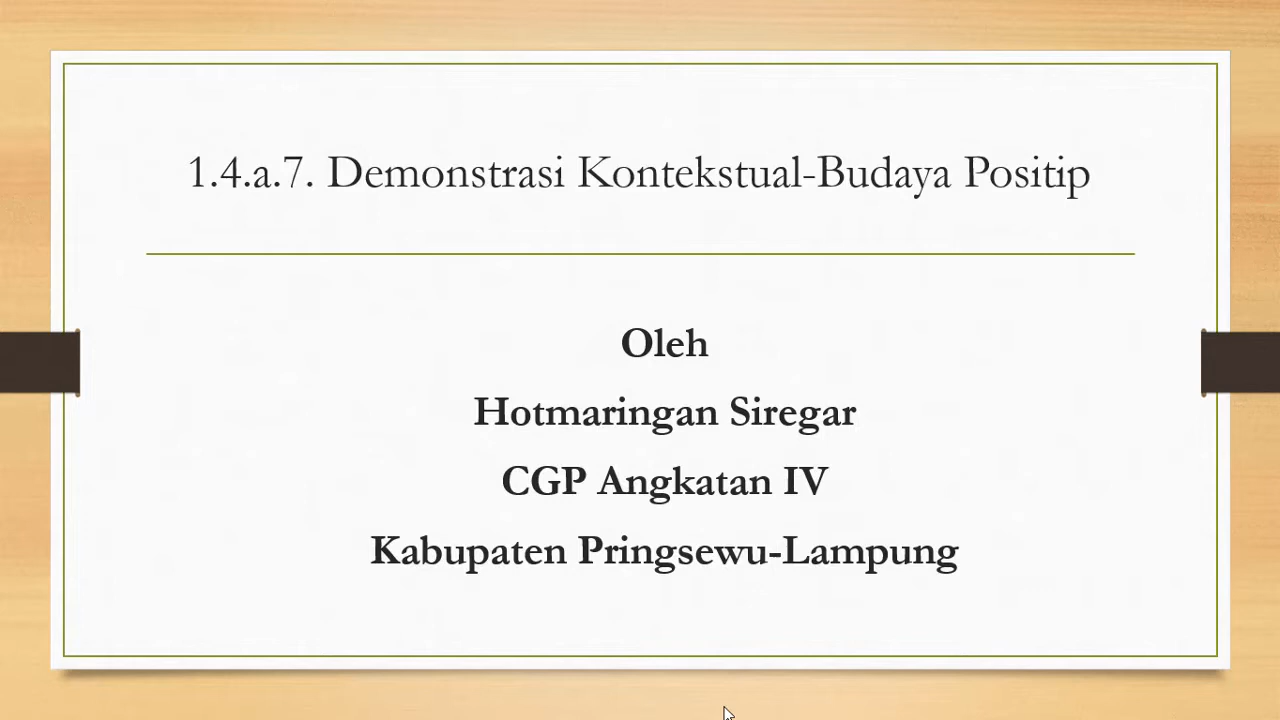 1.4.a.7. Demonstrasi Kontekstual-Budaya Positip
Oleh
Hotmaringan Siregar
CGP Angkatan IV
Kabupaten Pringsewu-Lampung